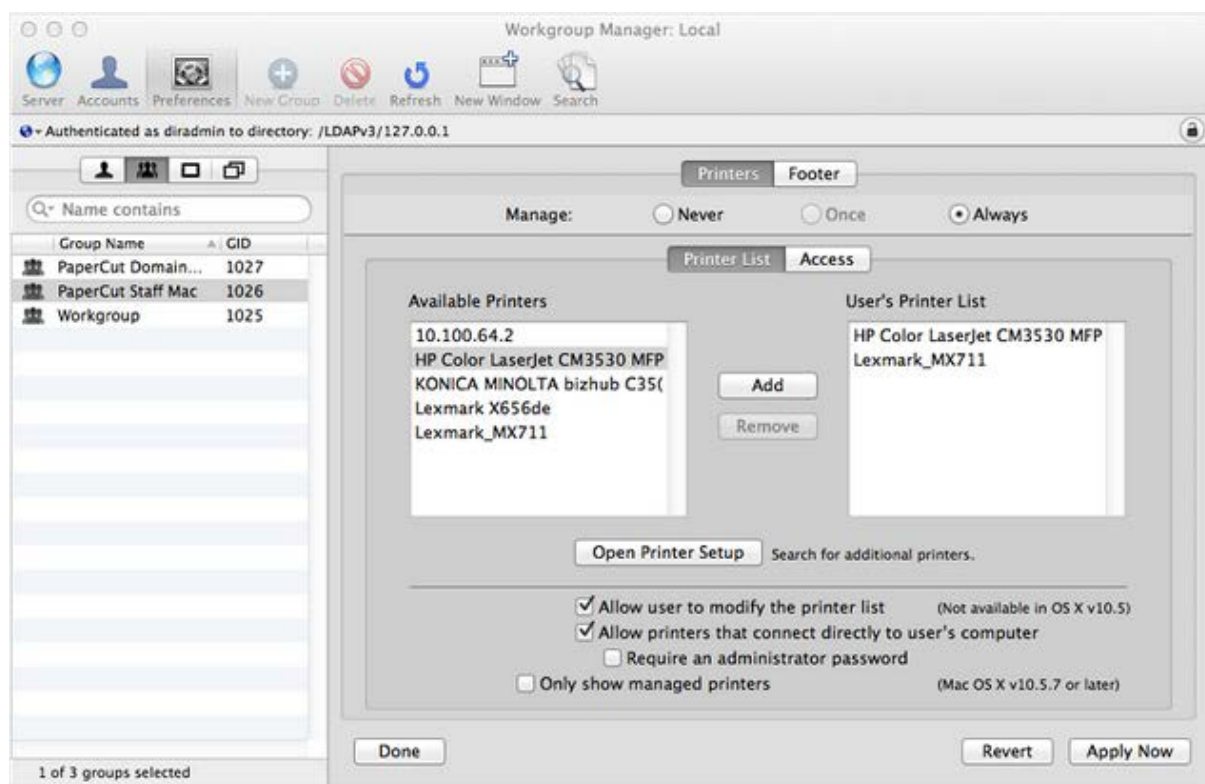 Workgroup Manager: Local
Server Accounts Preferences New Group Delete Refresh New Window Search
Authenticated as diradmin to directory: /LDAPv3/127.0.0.1
Printers Footer
Name contains
Manage: Never Once Always
Group Name GID
PaperCut Domain... 1027
PaperCut Staff Mac 1026
Workgroup 1025
Printer List Access
Available Printers
10.100.64.2
HP Color LaserJet CM3530 MFP
KONICA MINOLTA bizhub C35(
Lexmark X656de
Lexmark_MX711
Add
Remove
User's Printer List
HP Color LaserJet CM3530 MFP
Lexmark_MX711
Open Printer Setup Search for additional printers.
Allow user to modify the printer list (Not available in OS X v10.5)
Allow printers that connect directly to user's computer
Require an administrator password
Only show managed printers (Mac OS X v10.5.7 or later)
Done Revert Apply Now
1 of 3 groups selected